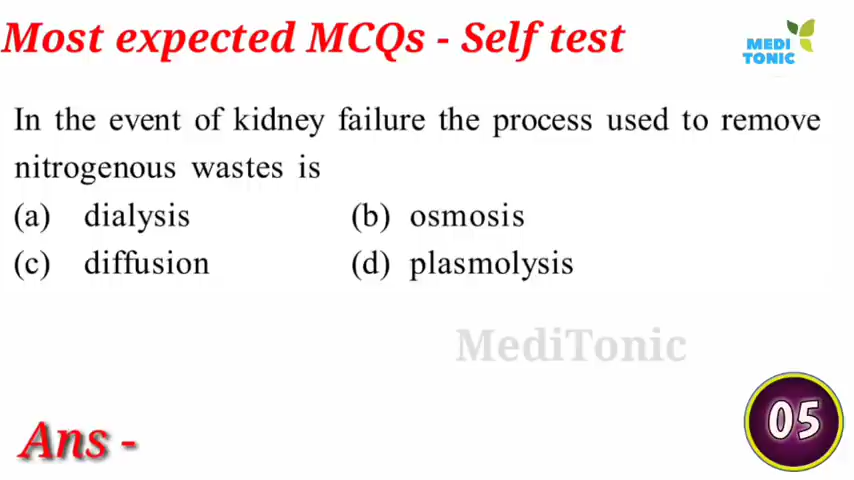 Most expected MCQs - Self test
MEDI
TONIC
In the event of kidney failure the process used to remove
nitrogenous wastes is
(a) dialysis (b) osmosis
(c) diffusion (d) plasmolysis
MediTonic
05
Ans -